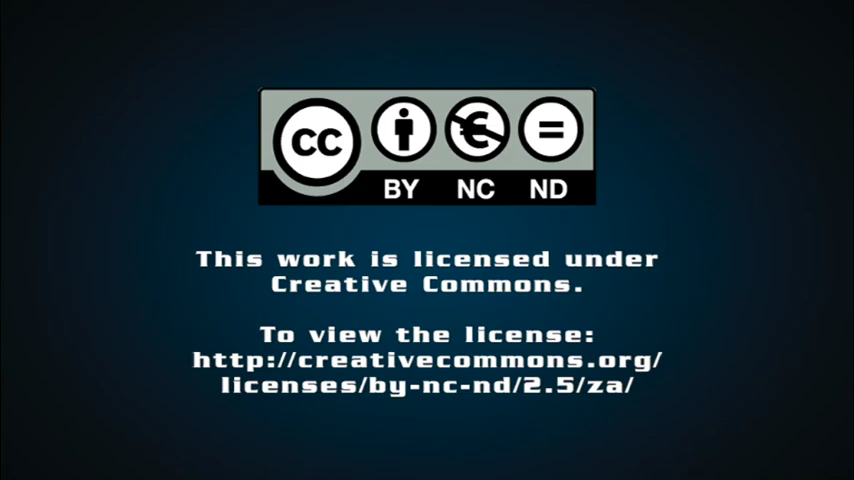 cc
BY NC ND
This work is licensed under
Creative Commons.
To view the license:
http://creativecommons.org/
licenses/by-nc-nd/2.5/za/